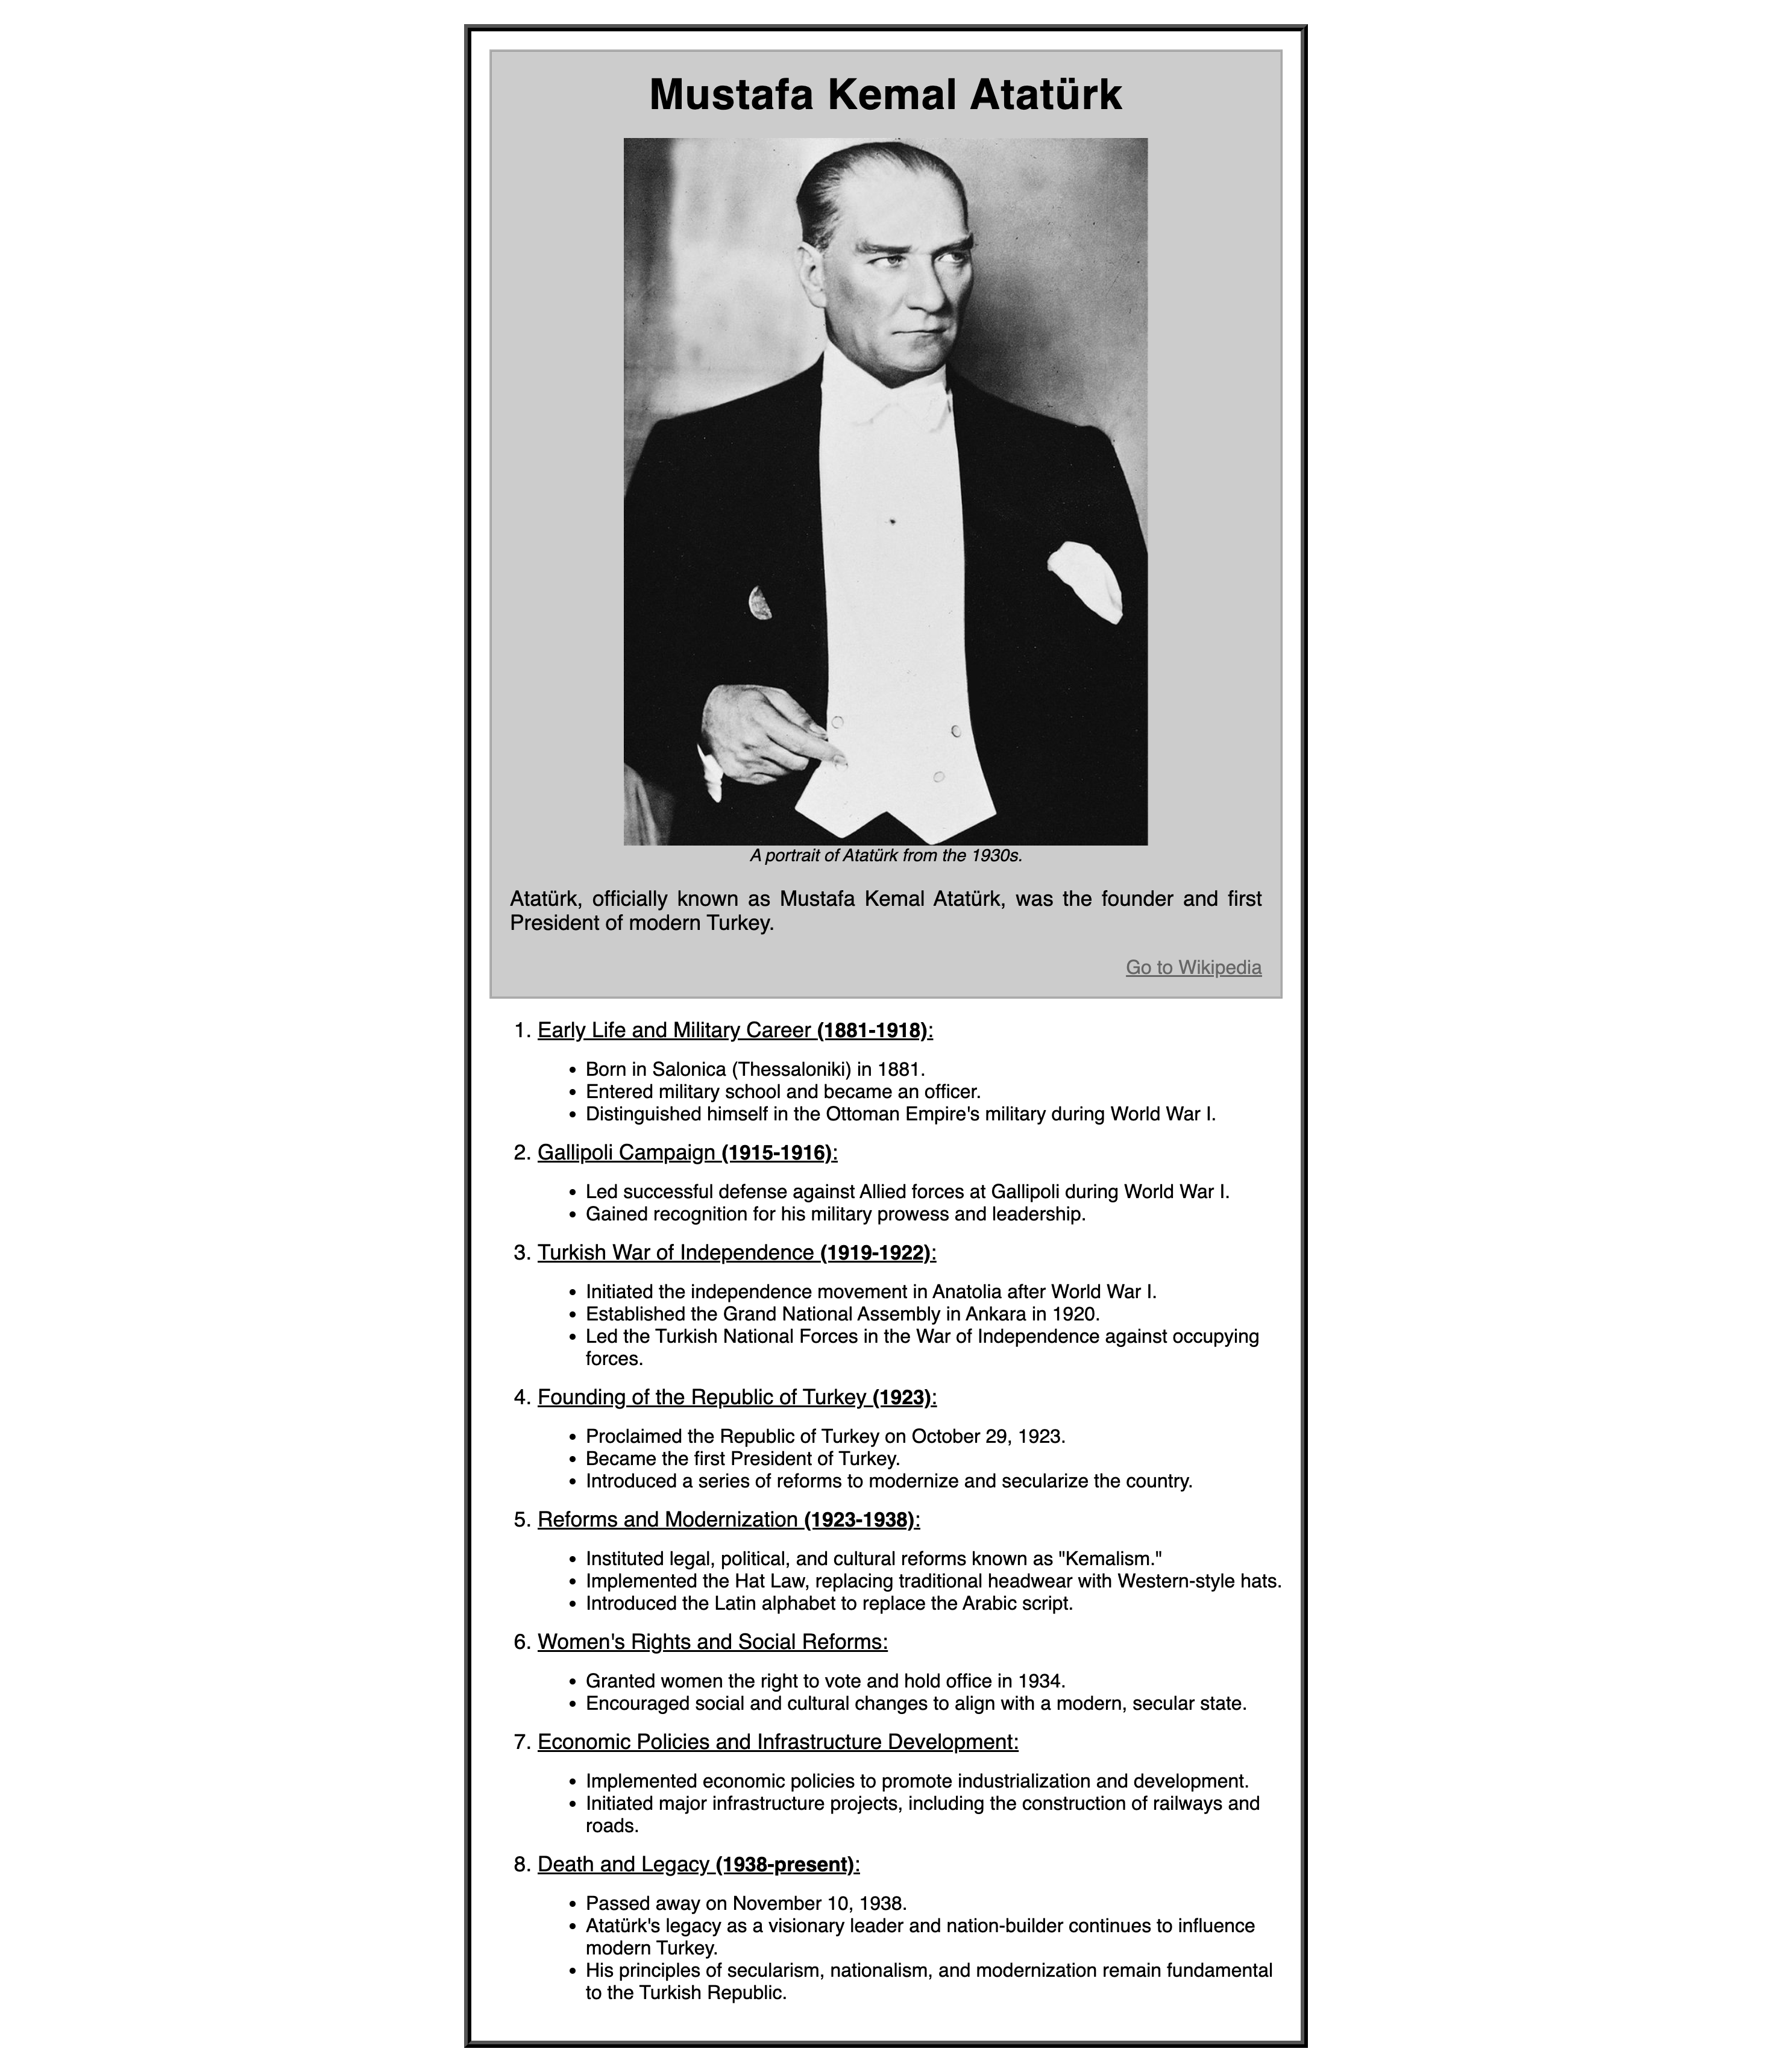 Mustafa Kemal Atatürk
A portrait of Atatürk from the 1930s.
Atatürk, officially known as Mustafa Kemal Atatürk, was the founder and first
President of modern Turkey.
Go to Wikipedia
1. Early Life and Military Career (1881-1918):
• Born in Salonica (Thessaloniki) in 1881.
• Entered military school and became an officer.
• Distinguished himself in the Ottoman Empire's military during World War I.
2. Gallipoli Campaign (1915-1916):
• Led successful defense against Allied forces at Gallipoli during World War I.
• Gained recognition for his military prowess and leadership.
3. Turkish War of Independence (1919-1922):
• Initiated the independence movement in Anatolia after World War I.
• Established the Grand National Assembly in Ankara in 1920.
• Led the Turkish National Forces in the War of Independence against occupying
forces.
4. Founding of the Republic of Turkey (1923):
• Proclaimed the Republic of Turkey on October 29, 1923.
• Became the first President of Turkey.
• Introduced a series of reforms to modernize and secularize the country.
5. Reforms and Modernization (1923-1938):
• Instituted legal, political, and cultural reforms known as "Kemalism."
• Implemented the Hat Law, replacing traditional headwear with Western-style hats.
• Introduced the Latin alphabet to replace the Arabic script.
6. Women's Rights and Social Reforms:
• Granted women the right to vote and hold office in 1934.
• Encouraged social and cultural changes to align with a modern, secular state.
7. Economic Policies and Infrastructure Development:
• Implemented economic policies to promote industrialization and development.
• Initiated major infrastructure projects, including the construction of railways and
roads.
8. Death and Legacy (1938-present):
• Passed away on November 10, 1938.
• Atatürk's legacy as a visionary leader and nation-builder continues to influence
modern Turkey.
• His principles of secularism, nationalism, and modernization remain fundamental
to the Turkish Republic.